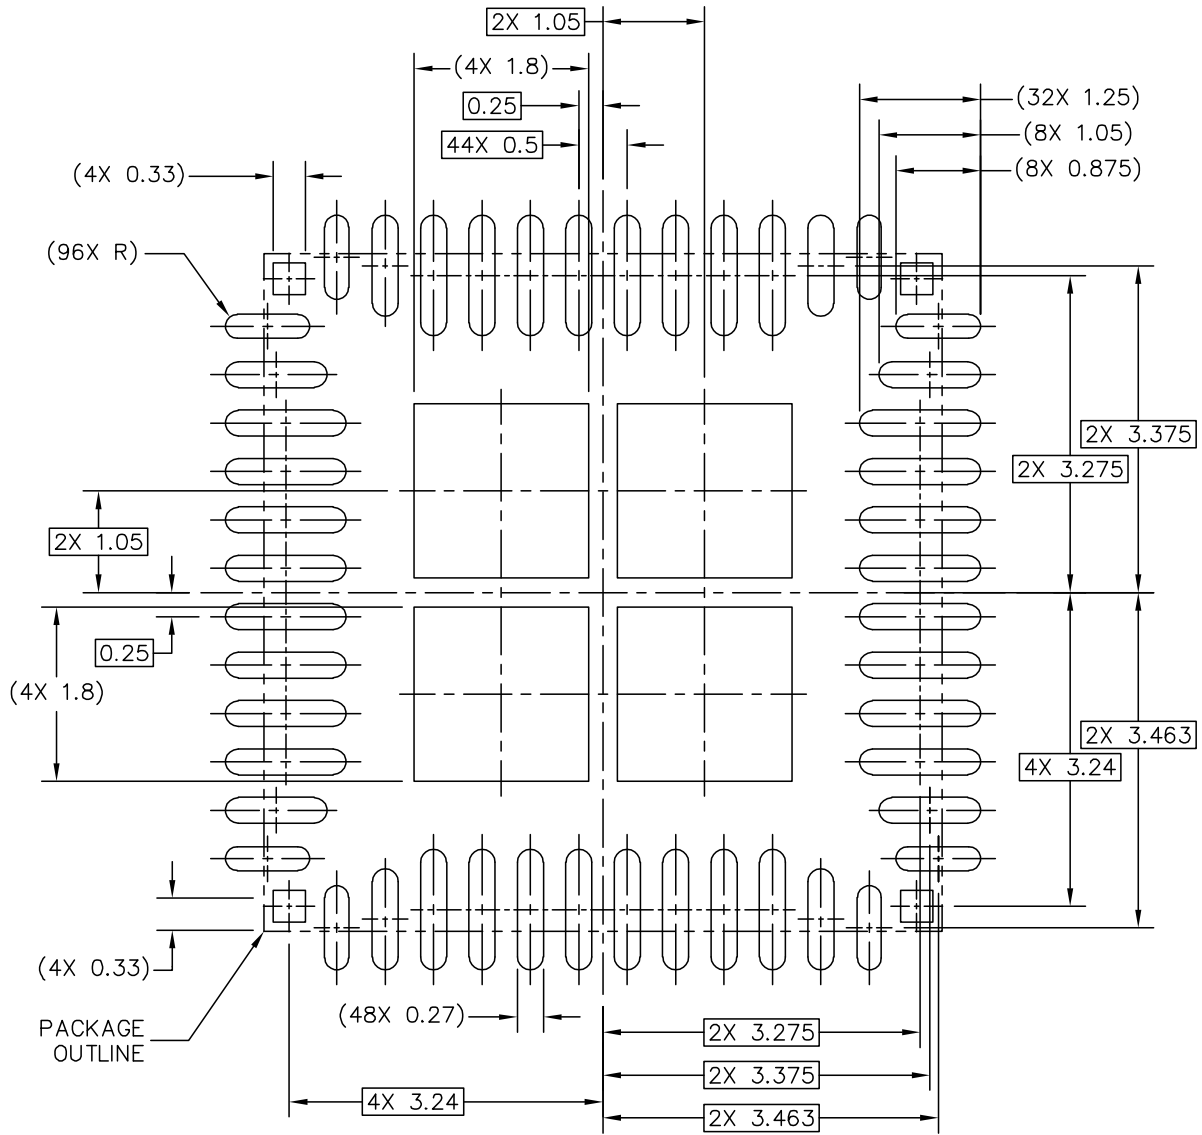 2X 1.05
(4X 1.8)
0.25
(32X 1.25)
(8X 1.05)
44X 0.5
(8X 0.875)
(4X 0.33)
(96X R)
2X 3.375
2X 3.275
2X 1.05
0.25
(4X 1.8)
2X 3.463
4X 3.24
(4X 0.33)
(48X 0.27)
PACKAGE
OUTLINE
2X 3.275
2X 3.375
4X 3.24
2X 3.463